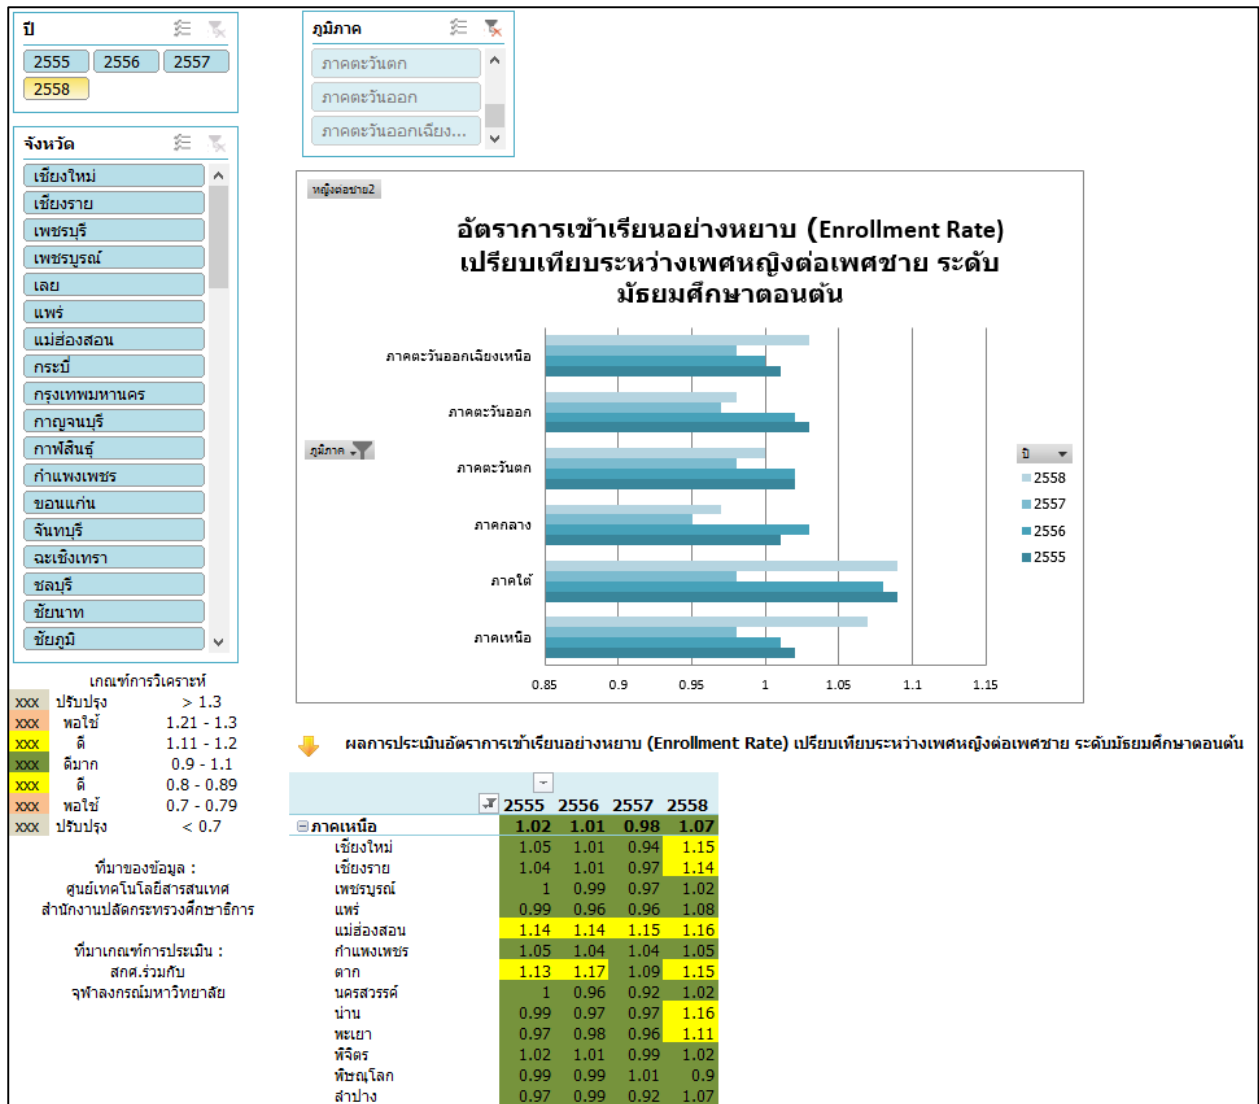 ปี
2555 2556 2557
2558
ภูมิภาค
ภาคตะวันตก
ภาคตะวันออก
ภาคตะวันออกเฉียง...
จังหวัด
เชียงใหม่
เชียงราย
เพชรบุรี
เพชรบูรณ์
เลย
แพร่
แม่ฮ่องสอน
กระบี่
กรุงเทพมหานคร
กาญจนบุรี
กาฬสินธุ์
กำแพงเพชร
ขอนแก่น
จันทบุรี
ฉะเชิงเทรา
ชลบุรี
ชัยนาท
ชัยภูมิ
หญิงต่อชาย2
อัตราการเข้าเรียนอย่างหยาบ (Enrollment Rate)
เปรียบเทียบระหว่างเพศหญิงต่อเพศชาย ระดับ
มัธยมศึกษาตอนต้น
ภาคตะวันออกเฉียงเหนือ
ภาคตะวันออก
ภูมิภาค
ภาคตะวันตก
ภาคกลาง
ภาคใต้
ภาคเหนือ
0.85 0.9 0.95 1 1.05 1.1 1.15
ปี
2558
2557
2556
2555
เกณฑ์การวิเคราะห์
xxx ปรับปรุง > 1.3
xxx พอใช้ 1.21 - 1.3
xxx ดี 1.11 - 1.2
xxx ดีมาก 0.9 - 1.1
xxx ดี 0.8 - 0.89
xxx พอใช้ 0.7 - 0.79
xxx ปรับปรุง < 0.7
ที่มาของข้อมูล :
ศูนย์เทคโนโลยีสารสนเทศ
สำนักงานปลัดกระทรวงศึกษาธิการ
ที่มาเกณฑ์การประเมิน :
สกศ.ร่วมกับ
จุฬาลงกรณ์มหาวิทยาลัย
ผลการประเมินอัตราการเข้าเรียนอย่างหยาบ (Enrollment Rate) เปรียบเทียบระหว่างเพศหญิงต่อเพศชาย ระดับมัธยมศึกษาตอนต้น
2555 2556 2557 2558
ภาคเหนือ 1.02 1.01 0.98 1.07
เชียงใหม่ 1.05 1.01 0.94 1.15
เชียงราย 1.04 1.01 0.97 1.14
เพชรบูรณ์ 1 0.99 0.97 1.02
แพร่ 0.99 0.96 0.96 1.08
แม่ฮ่องสอน 1.14 1.14 1.15 1.16
กำแพงเพชร 1.05 1.04 1.04 1.05
ตาก 1.13 1.17 1.09 1.15
นครสวรรค์ 1 0.96 0.92 1.02
น่าน 0.99 0.97 0.97 1.16
พะเยา 0.97 0.98 0.96 1.11
พิจิตร 1.02 1.01 0.99 1.02
พิษณุโลก 0.99 0.99 1.01 0.9
ลำปาง 0.97 0.99 0.92 1.07